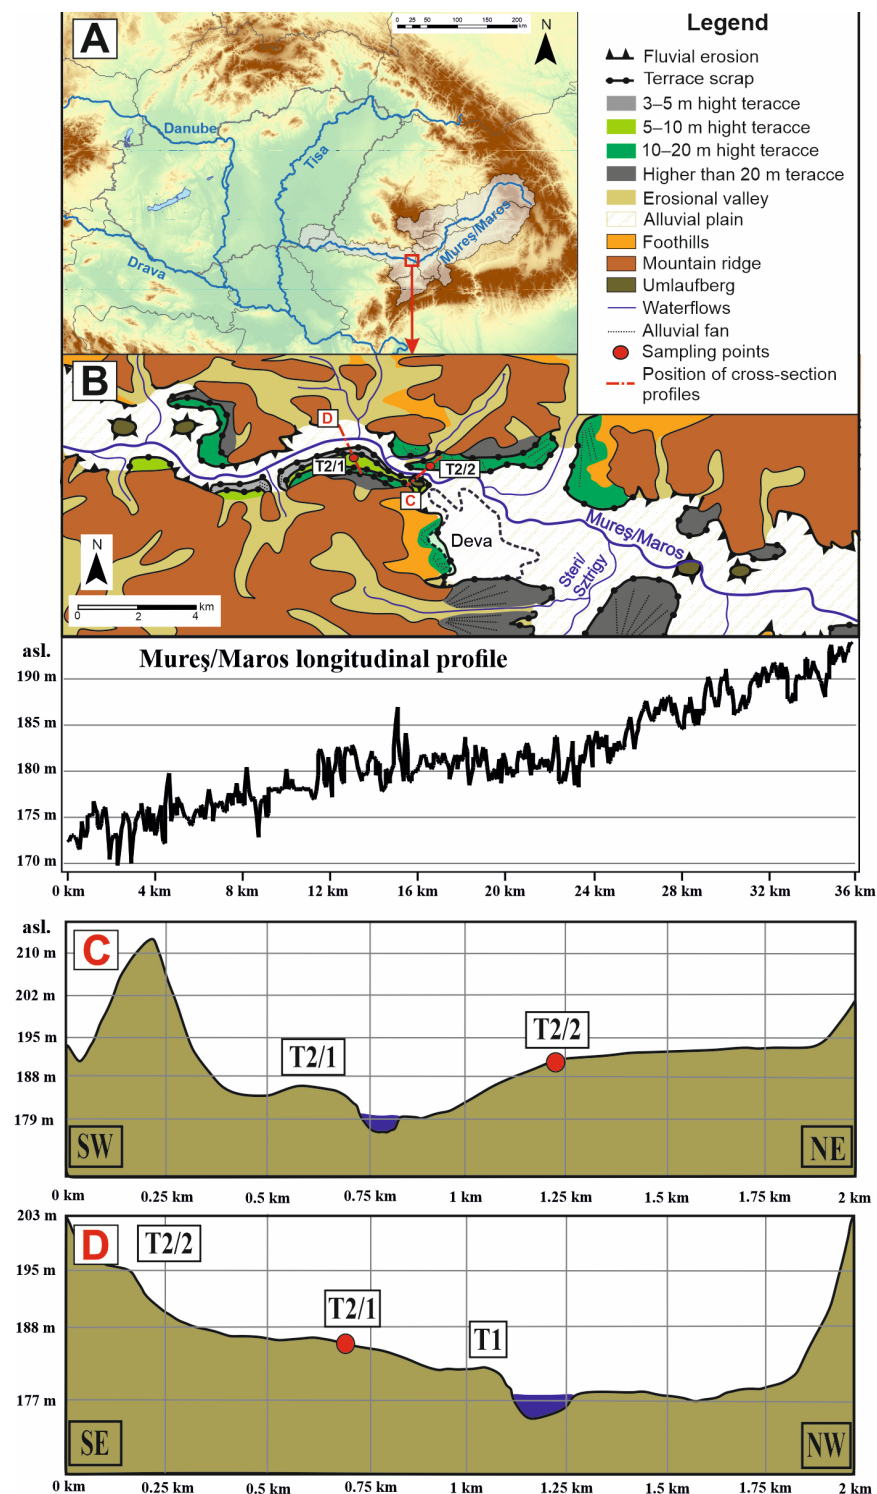 A
0 25 50 100 150 200 km
N
Danube
Tisa
Drava
Mureş/Maros
Legend
Fluvial erosion
Terrace scrap
3–5 m hight teracce
5–10 m hight teracce
10–20 m hight teracce
Higher than 20 m teracce
Erosional valley
Alluvial plain
Foothills
Mountain ridge
Umlaufberg
Waterflows
Alluvial fan
Sampling points
Position of cross-section
profiles
B
D
T2/1
T2/2
C
Mureş/Maros
Deva
Steri/
Sztrigy
N
0 2 4 km
asl.
Mureş/Maros longitudinal profile
190 m
185 m
180 m
175 m
170 m
0 km 4 km 8 km 12 km 16 km 20 km 24 km 28 km 32 km 36 km
asl.
C
210 m
202 m
195 m
188 m
179 m
T2/1
T2/2
SW
NE
0 km 0.25 km 0.5 km 0.75 km 1 km 1.25 km 1.5 km 1.75 km 2 km
203 m
D
T2/2
195 m
T2/1
188 m
T1
177 m
SE
NW
0 km 0.25 km 0.5 km 0.75 km 1 km 1.25 km 1.5 km 1.75 km 2 km